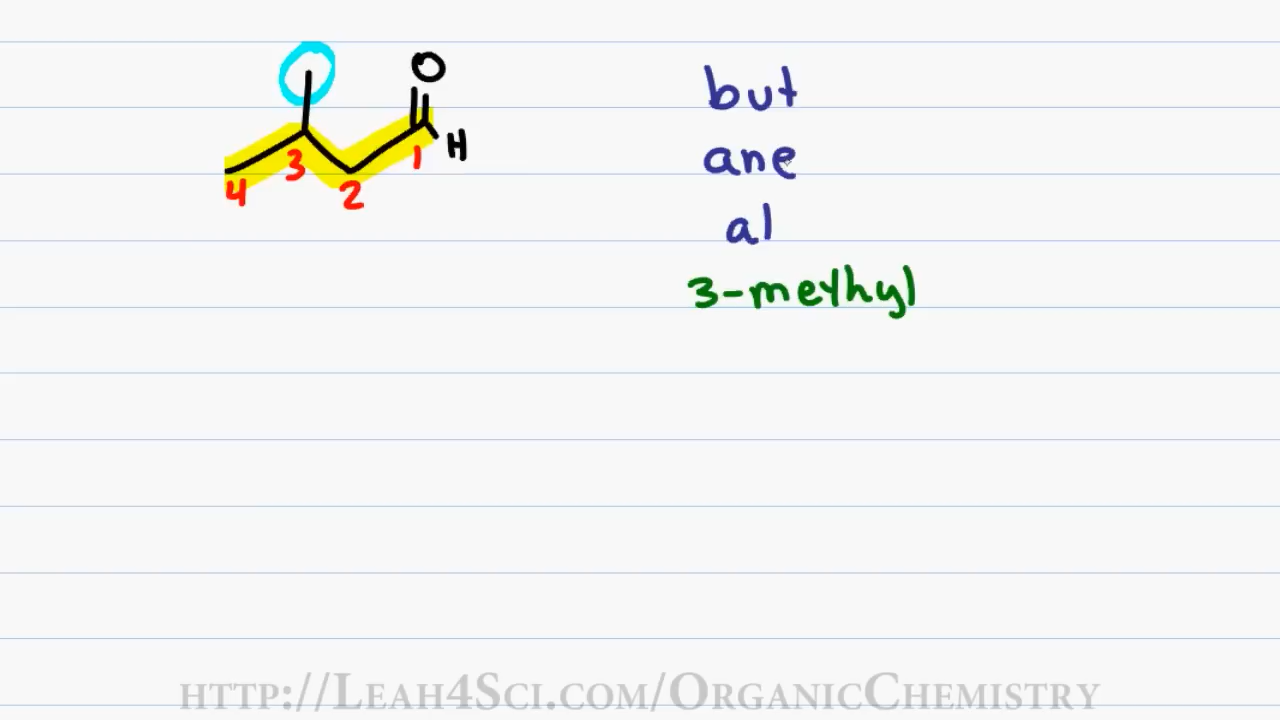 O
H
1
3
2
4
but
ane
al
3-methyl
http://Leah4Sci.com/OrganicChemistry